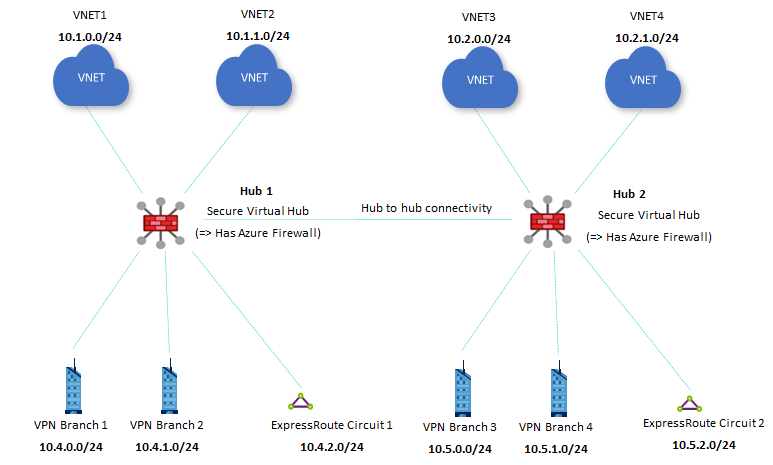 VNET1
10.1.0.0/24
VNET
VNET2
10.1.1.0/24
VNET
VNET3
10.2.0.0/24
VNET
VNET4
10.2.1.0/24
VNET
Hub 1
Secure Virtual Hub
(=> Has Azure Firewall)
Hub to hub connectivity
Hub 2
Secure Virtual Hub
(=> Has Azure Firewall)
VPN Branch 1
10.4.0.0/24
VPN Branch 2
10.4.1.0/24
ExpressRoute Circuit 1
10.4.2.0/24
VPN Branch 3
10.5.0.0/24
VPN Branch 4
10.5.1.0/24
ExpressRoute Circuit 2
10.5.2.0/24